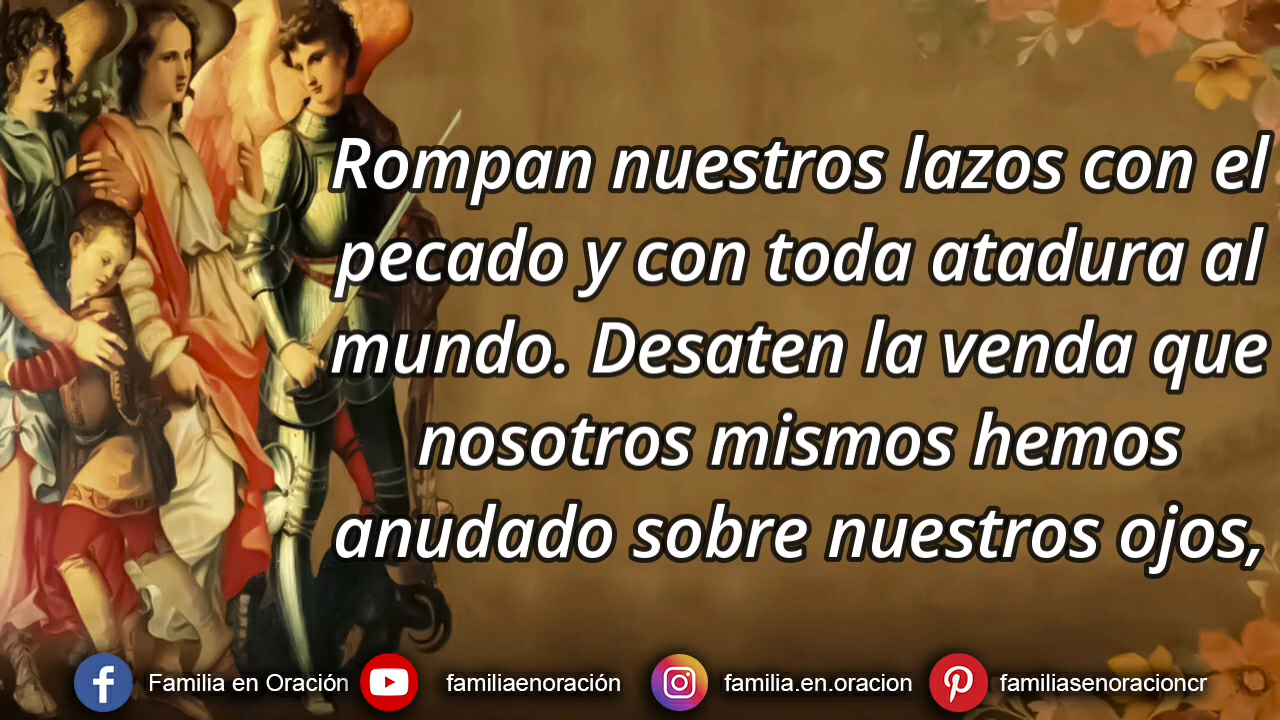 Rompan nuestros lazos con el
pecado y con toda atadura al
mundo. Desaten la venda que
nosotros mismos hemos
anudado sobre nuestros ojos,
Familia en Oración familiaenoración familia.en.oracion familiasenoracioncr